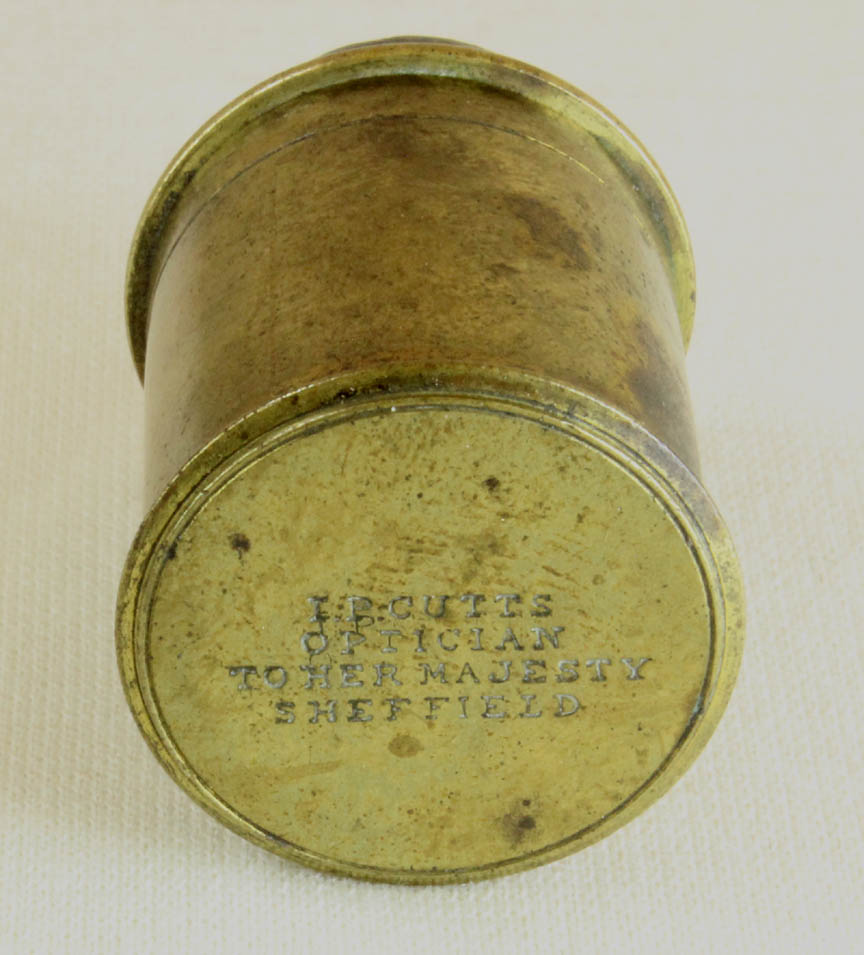 I.P.CUTTS
OPTICIAN
TO HER MAJESTY
SHEFFIELD